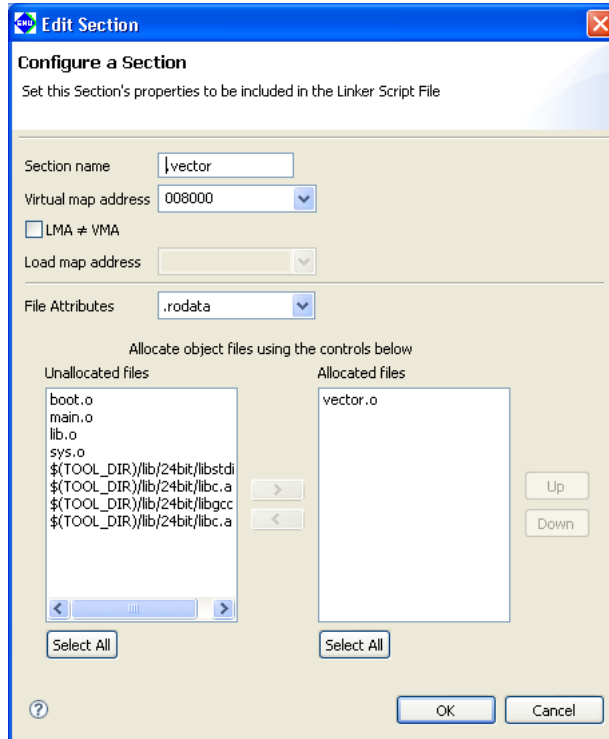 GNU Edit Section
Configure a Section
Set this Section's properties to be included in the Linker Script File
Section name .vector
Virtual map address 008000
LMA ≠ VMA
Load map address
File Attributes .rodata
Allocate object files using the controls below
Unallocated files Allocated files
boot.o vector.o
main.o
lib.o
sys.o
$(TOOL_DIR)/lib/24bit/libstdi
$(TOOL_DIR)/lib/24bit/libc.a
$(TOOL_DIR)/lib/24bit/libgcc
$(TOOL_DIR)/lib/24bit/libc.a
> Up
< Down
Select All Select All
? OK Cancel